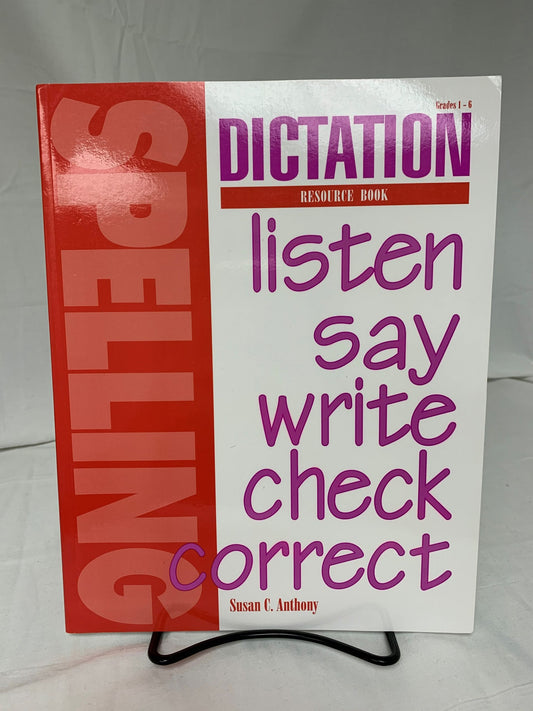 SPELLING
Grades 1 - 6
DICTATION
RESOURCE BOOK
listen
say
write
check
correct
Susan C. Anthony